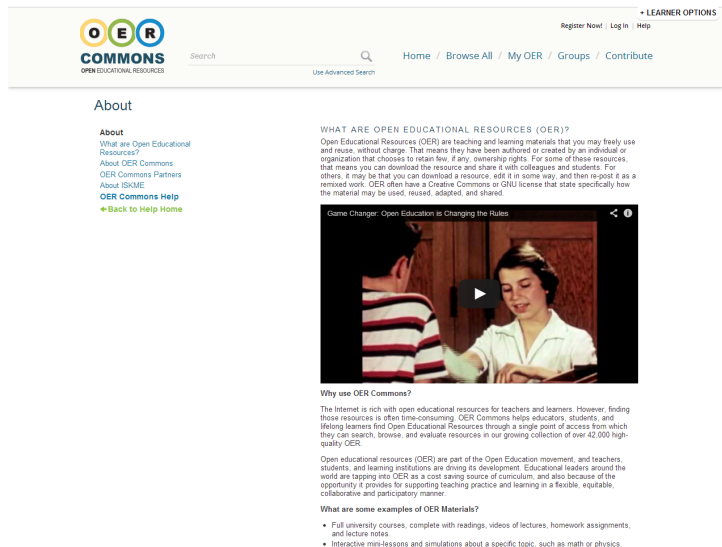 + LEARNER OPTIONS
Register Now! | Log In | Help
O E R
COMMONS
OPEN EDUCATIONAL RESOURCES
Search
Use Advanced Search
Home / Browse All / My OER / Groups / Contribute
About
About
What are Open Educational
Resources?
About OER Commons
OER Commons Partners
About ISKME
OER Commons Help
Back to Help Home
WHAT ARE OPEN EDUCATIONAL RESOURCES (OER)?
Open Educational Resources (OER) are teaching and learning materials that you may freely use
and reuse, without charge. That means they have been authored or created by an individual or
organization that chooses to retain few, if any, ownership rights. For some of these resources,
that means you can download the resource and share it with colleagues and students. For
others, it may be that you can download a resource, edit it in some way, and then re-post it as a
remixed work. OER often have a Creative Commons or GNU license that state specifically how
the material may be used, reused, adapted, and shared.
Game Changer: Open Education is Changing the Rules
Why use OER Commons?
The Internet is rich with open educational resources for teachers and learners. However, finding
those resources is often time-consuming. OER Commons helps educators, students, and
lifelong learners find Open Educational Resources through a single point of access from which
they can search, browse, and evaluate resources in our growing collection of over 42,000 high-
quality OER.
Open educational resources (OER) are part of the Open Education movement, and teachers,
students, and learning institutions are driving its development. Educational leaders around the
world are tapping into OER as a cost saving source of curriculum, and also because of the
opportunity it provides for supporting teaching practice and learning in a flexible, equitable,
collaborative and participatory manner.
What are some examples of OER Materials?
• Full university courses, complete with readings, videos of lectures, homework assignments,
and lecture notes.
• Interactive mini-lessons and simulations about a specific topic, such as math or physics.